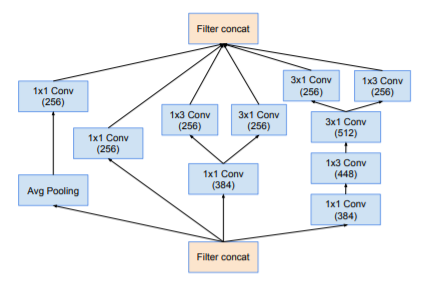 Filter concat
3x1 Conv
(256)
1x3 Conv
(256)
1x1 Conv
(256)
1x3 Conv
(256)
3x1 Conv
(256)
3x1 Conv
(512)
1x1 Conv
(256)
1x3 Conv
(448)
Avg Pooling
1x1 Conv
(384)
1x1 Conv
(384)
Filter concat